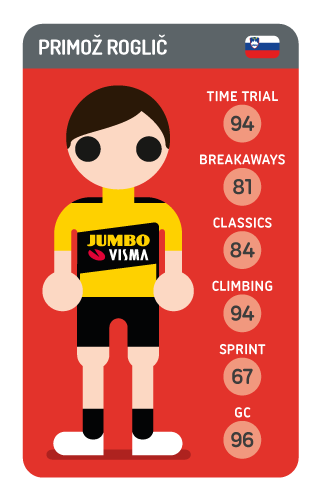 PRIMOŽ ROGLIČ
TIME TRIAL
94
BREAKAWAYS
81
CLASSICS
84
CLIMBING
94
SPRINT
67
GC
96
JUMBO
VISMA